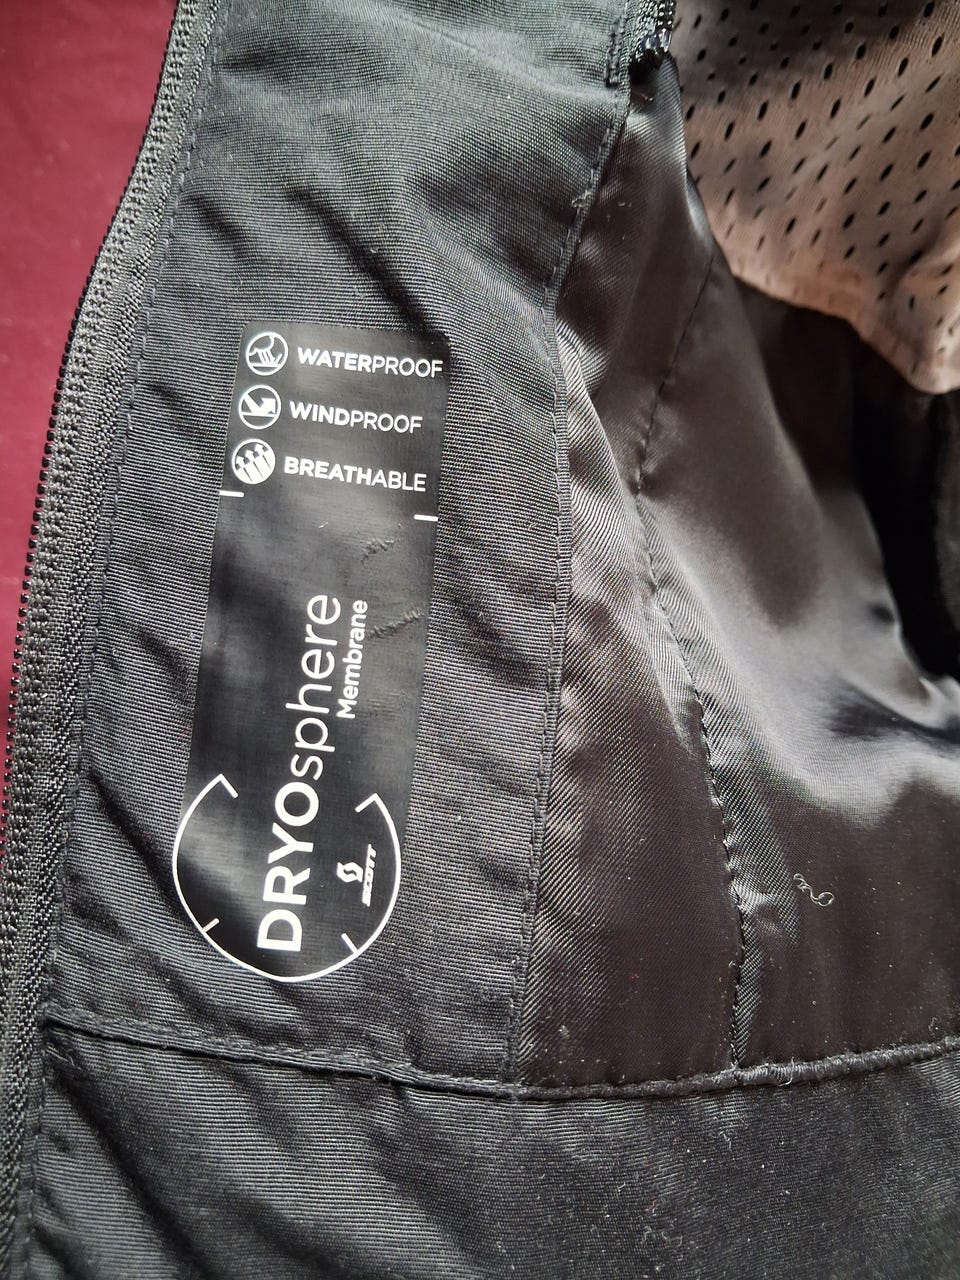 WATERPROOF
WINDPROOF
BREATHABLE
DRYOsphere
Membrane
SCOTT